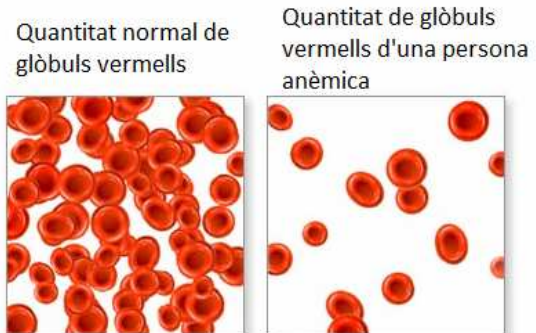 Quantitat normal de
glòbuls vermells
Quantitat de glòbuls
vermells d'una persona
anèmica